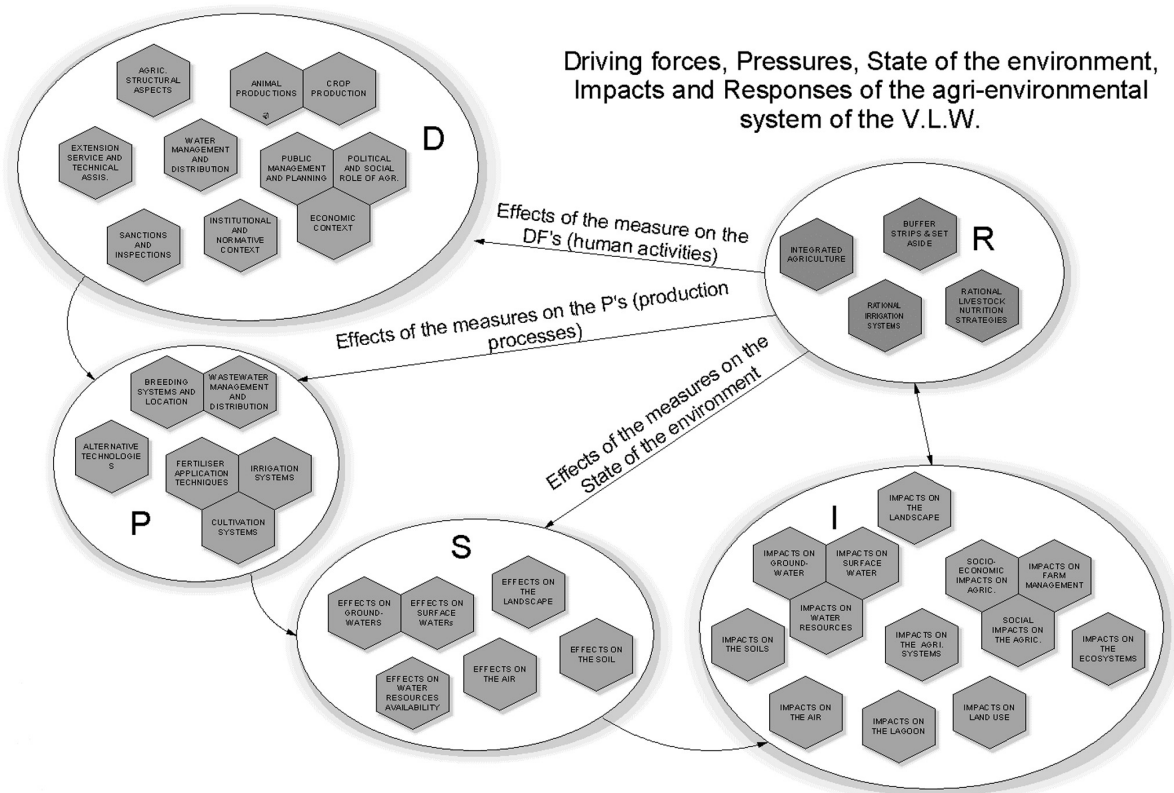 Driving forces, Pressures, State of the environment,
Impacts and Responses of the agri-environmental
system of the V.L.W.
D
AGRIC.
STRUCTURAL
ASPECTS
ANIMAL
PRODUCTIONS
CROP
PRODUCTION
EXTENSION
SERVICE AND
TECHNICAL
ASSIS.
WATER
MANAGEMENT
AND
DISTRIBUTION
PUBLIC
MANAGEMENT
AND PLANNING
POLITICAL
AND SOCIAL
ROLE OF AGR.
SANCTIONS
AND
INSPECTIONS
INSTITUTIONAL
AND
NORMATIVE
CONTEXT
ECONOMIC
CONTEXT
Effects of the measure on the
DF's (human activities)
R
INTEGRATED
AGRICULTURE
BUFFER
STRIPS & SET
ASIDE
RATIONAL
IRRIGATION
SYSTEMS
RATIONAL
LIVESTOCK
NUTRITION
STRATEGIES
Effects of the measures on the P's (production
processes)
Effects of the measures on the
State of the environment
P
BREEDING
SYSTEMS AND
LOCATION
WASTEWATER
MANAGEMENT
AND
DISTRIBUTION
ALTERNATIVE
TECHNOLOGIE
S
FERTILISER
APPLICATION
TECHNIQUES
IRRIGATION
SYSTEMS
CULTIVATION
SYSTEMS
S
EFFECTS ON
GROUND-
WATERS
EFFECTS ON
SURFACE
WATERs
EFFECTS ON
THE
LANDSCAPE
EFFECTS ON
WATER
RESOURCES
AVAILABILITY
EFFECTS ON
THE AIR
EFFECTS ON
THE SOIL
I
IMPACTS ON
THE
LANDSCAPE
IMPACTS ON
GROUND-
WATER
IMPACTS ON
SURFACE
WATER
IMPACTS ON
WATER
RESOURCES
SOCIO-
ECONOMIC
IMPACTS ON
AGRIC.
IMPACTS ON
FARM
MANAGEMENT
SOCIAL
IMPACTS ON
THE AGRIC.
IMPACTS ON
THE SOILS
IMPACTS ON
THE AGRI.
SYSTEMS
IMPACTS ON
THE
ECOSYSTEMS
IMPACTS ON
THE AIR
IMPACTS ON
THE LAGOON
IMPACTS ON
LAND USE